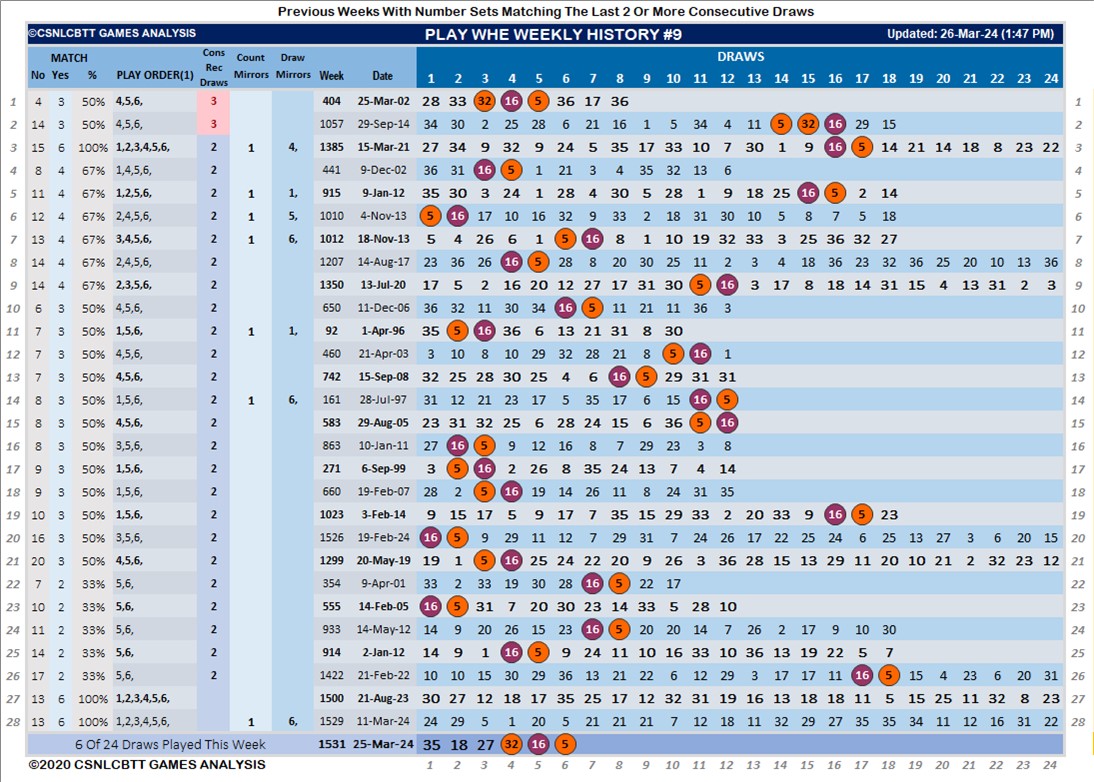 Previous Weeks With Number Sets Matching The Last 2 Or More Consecutive Draws
©CSNLCBTT GAMES ANALYSIS PLAY WHE WEEKLY HISTORY #9 Updated: 26-Mar-24 (1:47 PM)
MATCH Cons Rec Draws Count Mirrors Draw Mirrors DRAWS
No Yes % PLAY ORDER(1) Week Date 1 2 3 4 5 6 7 8 9 10 11 12 13 14 15 16 17 18 19 20 21 22 23 24
1 4 3 50% 4,5,6, 3 404 25-Mar-02 28 33 32 16 5 36 17 36 1
2 14 3 50% 4,5,6, 3 1057 29-Sep-14 34 30 2 25 28 6 21 16 1 5 34 4 11 5 32 16 29 15 2
3 15 6 100% 1,2,3,4,5,6, 2 1 4, 1385 15-Mar-21 27 34 9 32 9 24 5 35 17 33 10 7 30 1 9 16 5 14 21 14 18 8 23 22 3
4 8 4 67% 1,4,5,6, 2 441 9-Dec-02 36 31 16 5 1 21 3 4 35 32 13 6 4
5 11 4 67% 1,2,5,6, 2 1 1, 915 9-Jan-12 35 30 3 24 1 28 4 30 5 28 1 9 18 25 16 5 2 14 5
6 12 4 67% 2,4,5,6, 2 1 5, 1010 4-Nov-13 5 16 17 10 16 32 9 33 2 18 31 30 10 5 8 7 5 18 6
7 13 4 67% 3,4,5,6, 2 1 6, 1012 18-Nov-13 5 4 26 6 1 5 16 8 1 10 19 32 33 3 25 36 32 27 7
8 14 4 67% 2,4,5,6, 2 1207 14-Aug-17 23 36 26 16 5 28 8 20 30 25 11 2 3 4 18 36 23 32 36 25 20 10 13 36 8
9 14 4 67% 2,3,5,6, 2 1350 13-Jul-20 17 5 2 16 20 12 27 17 31 30 5 16 3 17 8 18 14 31 15 4 13 31 2 3 9
10 6 3 50% 4,5,6, 2 650 11-Dec-06 36 32 11 30 34 16 5 11 21 11 36 3 10
11 7 3 50% 1,5,6, 2 1 1, 92 1-Apr-96 35 5 16 36 6 13 21 31 8 30 11
12 7 3 50% 4,5,6, 2 460 21-Apr-03 3 10 8 10 29 32 28 21 8 5 16 1 12
13 7 3 50% 4,5,6, 2 742 15-Sep-08 32 25 28 30 25 4 6 16 5 29 31 31 13
14 8 3 50% 1,5,6, 2 1 6, 161 28-Jul-97 31 12 21 23 17 5 35 17 6 15 16 5 14
15 8 3 50% 4,5,6, 2 583 29-Aug-05 23 31 32 25 6 28 24 15 6 36 5 16 15
16 8 3 50% 3,5,6, 2 863 10-Jan-11 27 16 5 9 12 16 8 7 29 23 3 8 16
17 9 3 50% 1,5,6, 2 271 6-Sep-99 3 5 16 2 26 8 35 24 13 7 4 14 17
18 9 3 50% 1,5,6, 2 660 19-Feb-07 28 2 5 16 19 14 26 11 8 24 31 35 18
19 10 3 50% 1,5,6, 2 1023 3-Feb-14 9 15 17 5 9 17 7 35 15 29 33 2 20 33 9 16 5 23 19
20 16 3 50% 3,5,6, 2 1526 19-Feb-24 16 5 9 29 11 12 7 29 31 7 24 26 17 22 25 24 6 25 13 27 3 6 20 15 20
21 20 3 50% 4,5,6, 2 1299 20-May-19 19 1 5 16 25 24 22 20 9 26 3 36 28 15 13 29 11 20 10 21 2 32 23 12 21
22 7 2 33% 5,6, 2 354 9-Apr-01 33 2 33 19 30 28 16 5 22 17 22
23 10 2 33% 5,6, 2 555 14-Feb-05 16 5 31 7 20 30 23 14 33 5 28 10 23
24 11 2 33% 5,6, 2 933 14-May-12 14 9 20 26 15 23 16 5 20 20 14 7 26 2 17 9 10 30 24
25 14 2 33% 5,6, 2 914 2-Jan-12 14 9 1 16 5 9 24 11 10 16 33 10 36 13 19 22 5 7 25
26 17 2 33% 5,6, 2 1422 21-Feb-22 10 10 15 30 29 36 13 21 22 6 12 29 3 17 17 11 16 5 15 4 23 6 20 31 26
27 13 6 100% 1,2,3,4,5,6, 1500 21-Aug-23 30 27 12 18 17 35 25 17 12 32 31 19 16 13 18 18 11 5 15 25 11 32 8 23 27
28 13 6 100% 1,2,3,4,5,6, 1 6, 1529 11-Mar-24 24 29 5 1 20 5 21 21 7 12 18 11 32 29 27 35 35 34 11 12 16 31 22 28
6 Of 24 Draws Played This Week 1531 25-Mar-24 35 18 27 32 16 5
©2020 CSNLCBTT GAMES ANALYSIS 1 2 3 4 5 6 7 8 9 10 11 12 13 14 15 16 17 18 19 20 21 22 23 24